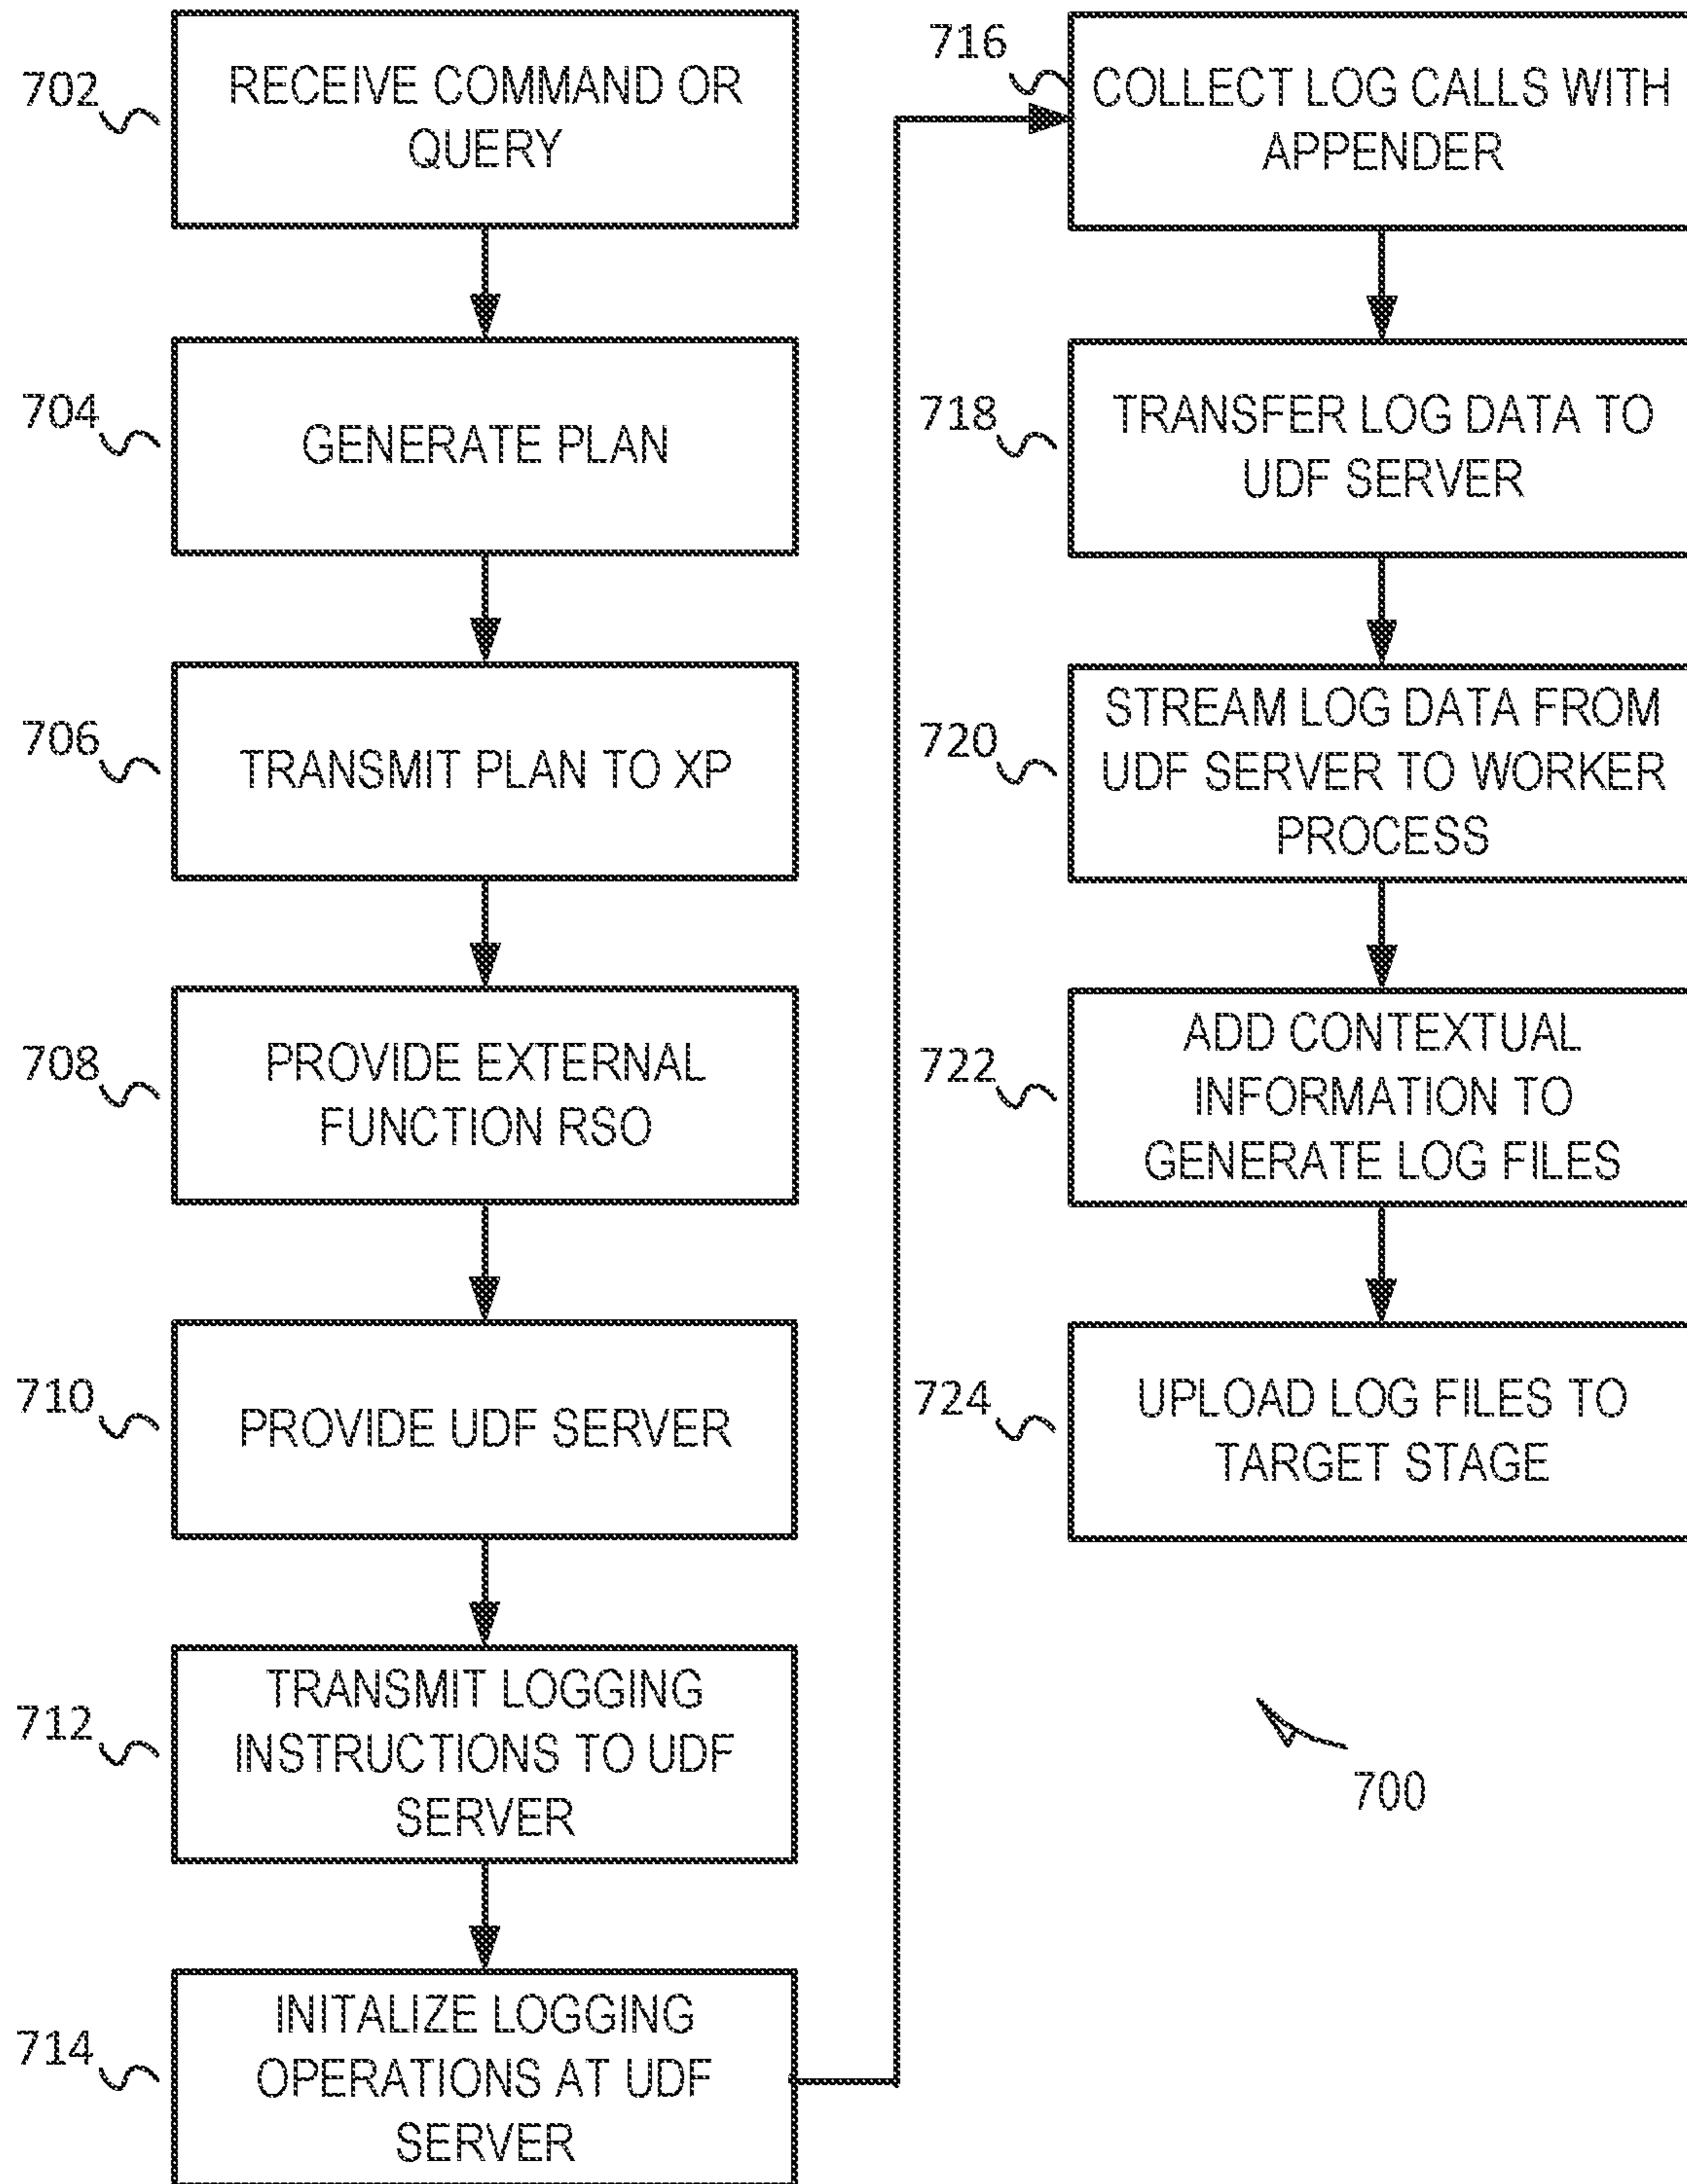 702
RECEIVE COMMAND OR
QUERY
704
GENERATE PLAN
706
TRANSMIT PLAN TO XP
708
PROVIDE EXTERNAL
FUNCTION RSO
710
PROVIDE UDF SERVER
712
TRANSMIT LOGGING
INSTRUCTIONS TO UDF
SERVER
714
INITALIZE LOGGING
OPERATIONS AT UDF
SERVER
716
COLLECT LOG CALLS WITH
APPENDER
718
TRANSFER LOG DATA TO
UDF SERVER
720
STREAM LOG DATA FROM
UDF SERVER TO WORKER
PROCESS
722
ADD CONTEXTUAL
INFORMATION TO
GENERATE LOG FILES
724
UPLOAD LOG FILES TO
TARGET STAGE
700